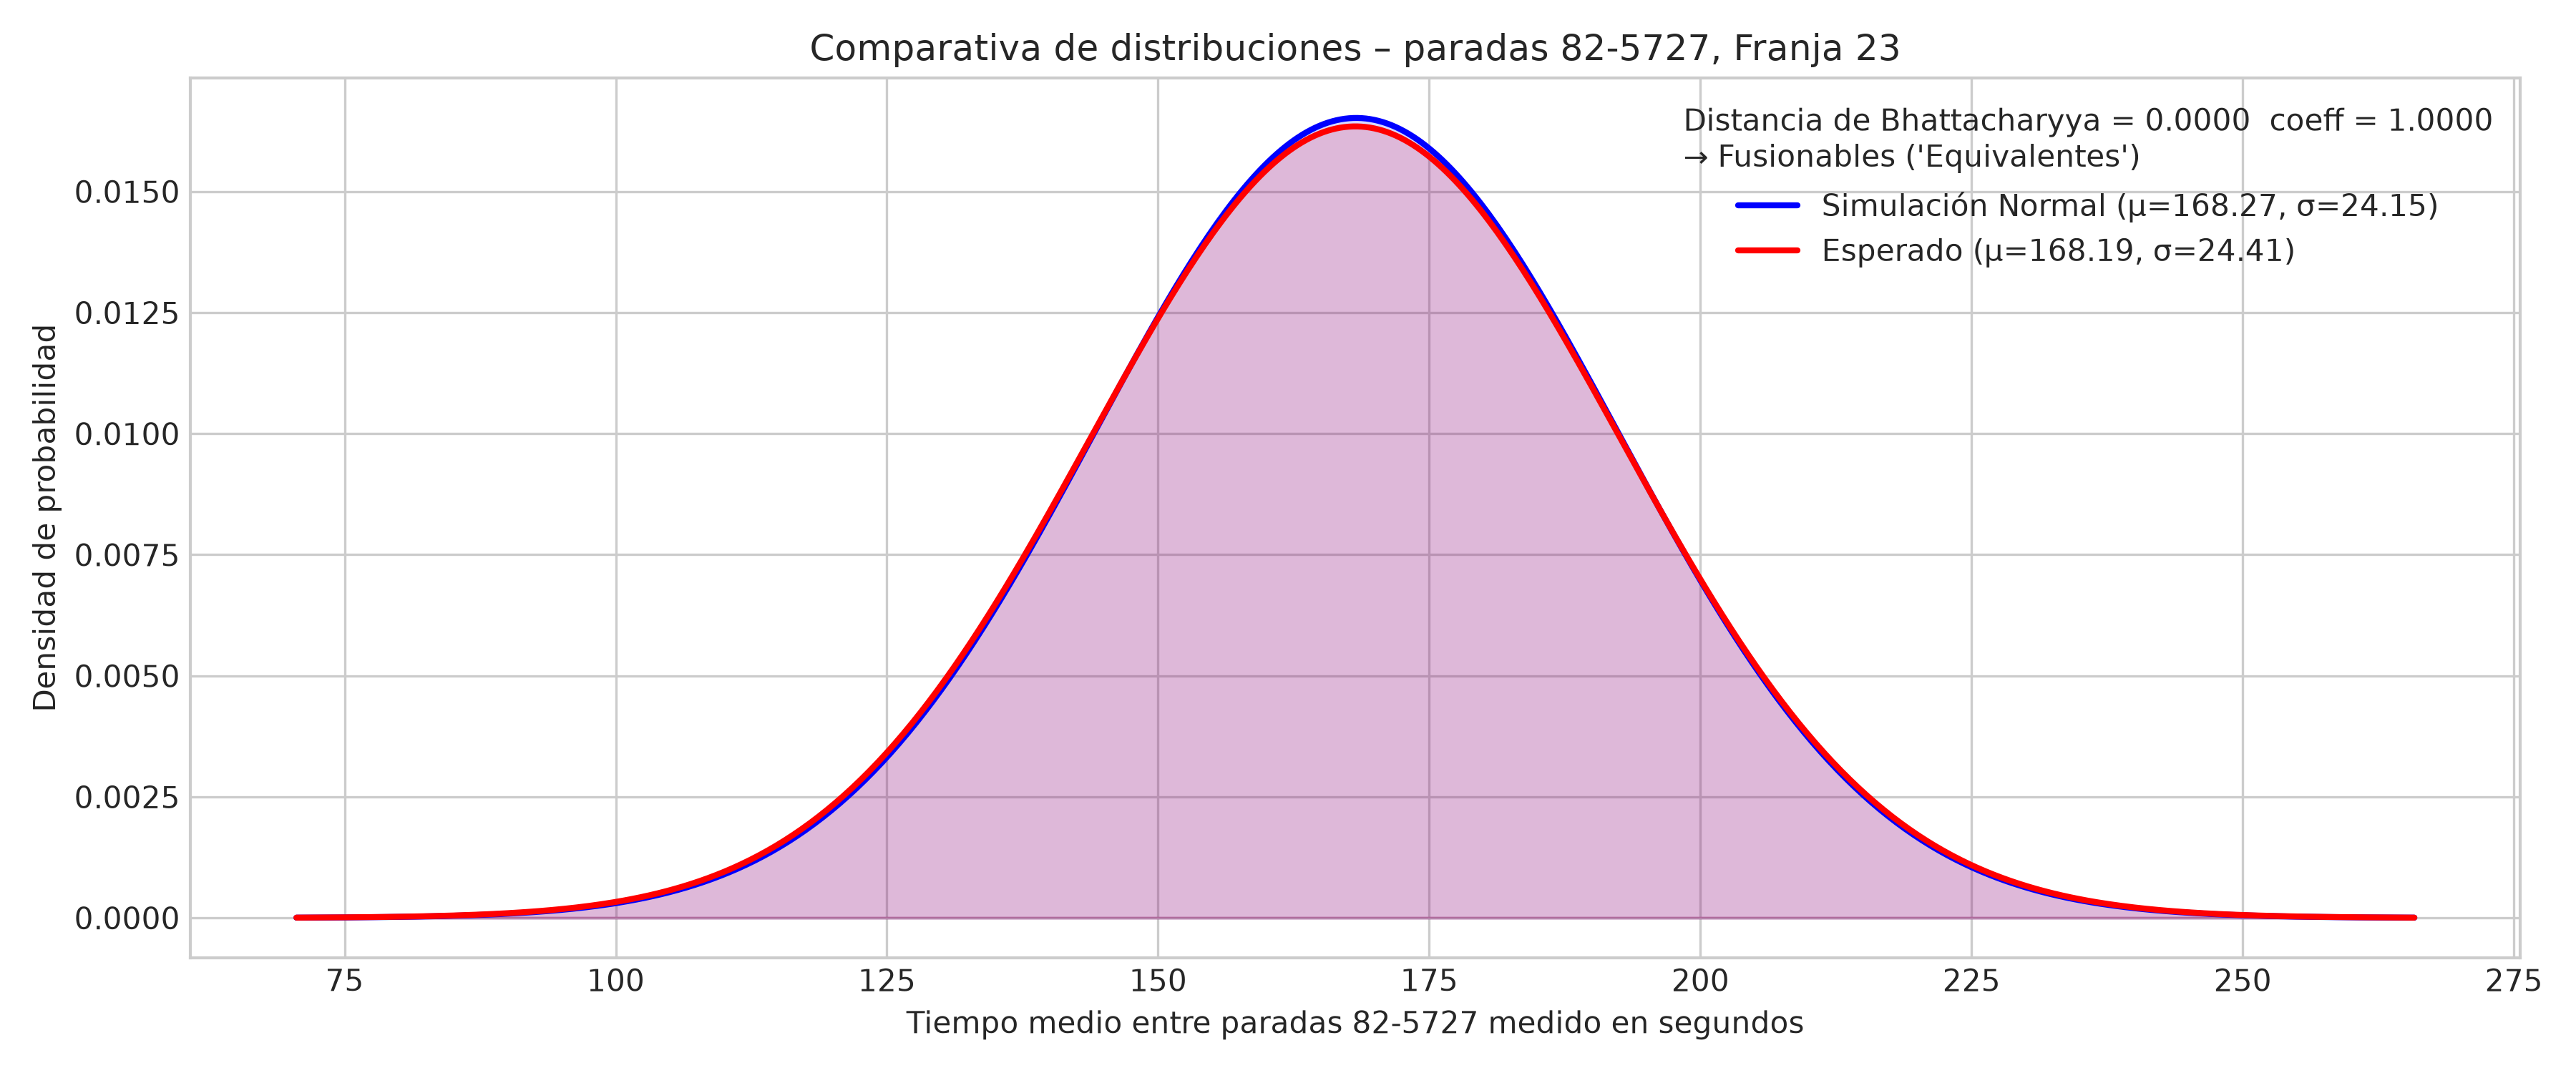 Comparativa de distribuciones – paradas 82-5727, Franja 23
Distancia de Bhattacharyya = 0.0000  coeff = 1.0000
→ Fusionables ('Equivalentes')
Simulación Normal (μ=168.27, σ=24.15)
Esperado (μ=168.19, σ=24.41)
Densidad de probabilidad
0.0150
0.0125
0.0100
0.0075
0.0050
0.0025
0.0000
75 100 125 150 175 200 225 250 275
Tiempo medio entre paradas 82-5727 medido en segundos